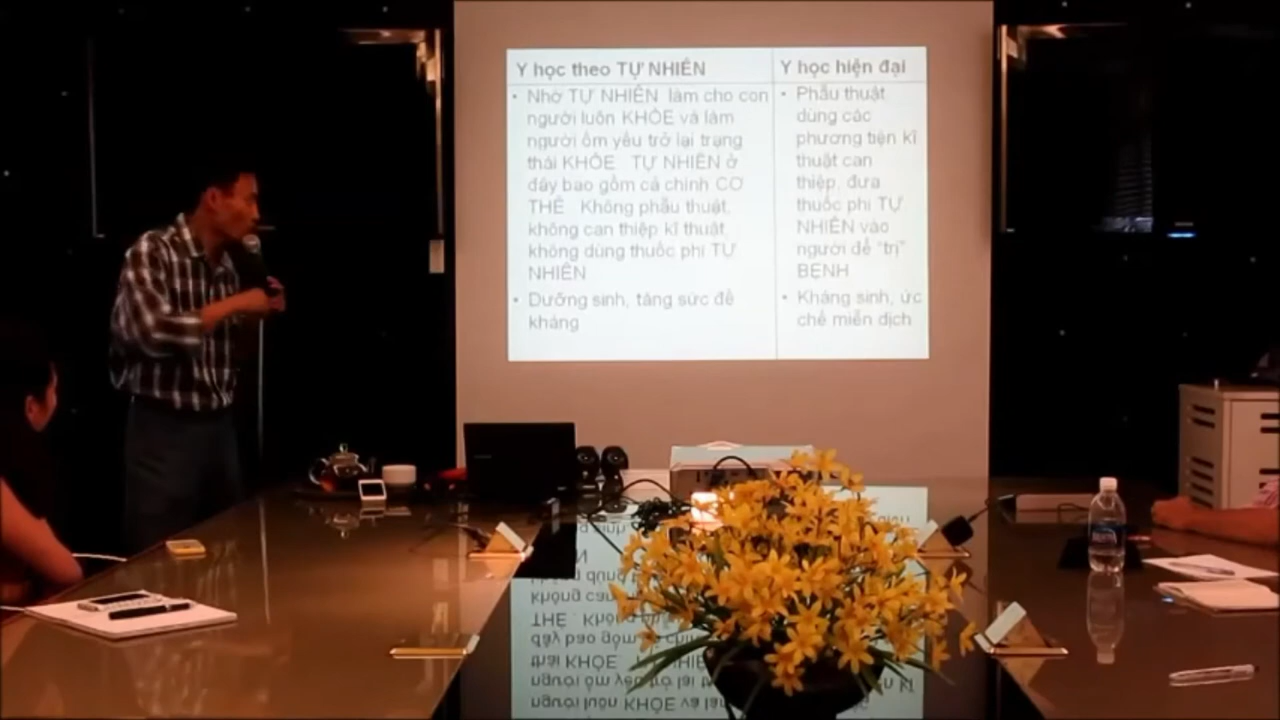 Y học theo TỰ NHIÊN
• Nhờ TỰ NHIÊN làm cho con
người luôn KHỎE và làm
người ốm yếu trở lại trạng
thái KHỎE. TỰ NHIÊN ở
đây bao gồm cả chính CƠ
THỂ. Không phẫu thuật,
không can thiệp kĩ thuật,
không dùng thuốc phi TỰ
NHIÊN
• Dưỡng sinh, tăng sức đề
kháng
Y học hiện đại
• Phẫu thuật
dùng các
phương tiện kĩ
thuật can
thiệp, đưa
thuốc phi TỰ
NHIÊN vào
người để "trị"
BỆNH
• Kháng sinh, ức
chế miễn dịch